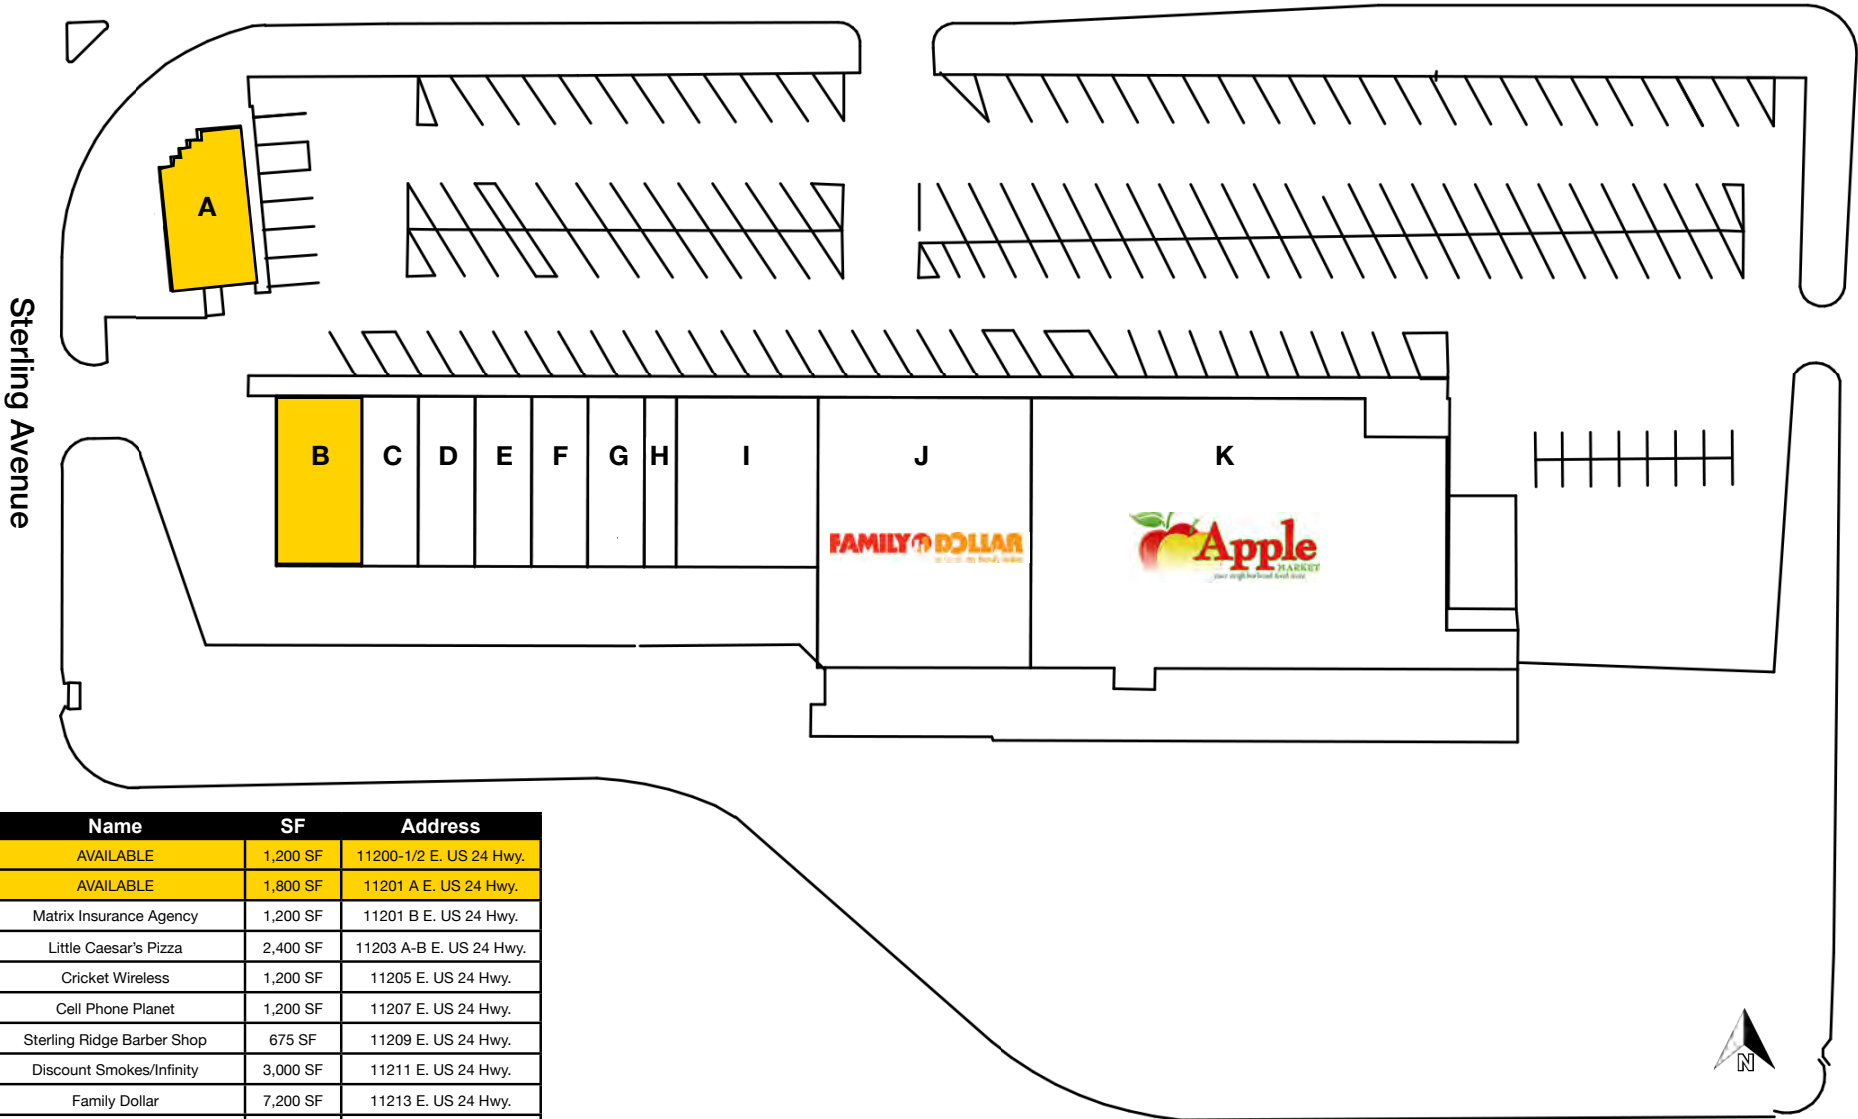 Sterling Avenue
A
B C D E F G H I J K
FAMILY DOLLAR
Apple
MARKET
Name SF Address
AVAILABLE 1,200 SF 11200-1/2 E. US 24 Hwy.
AVAILABLE 1,800 SF 11201 A E. US 24 Hwy.
Matrix Insurance Agency 1,200 SF 11201 B E. US 24 Hwy.
Little Caesar's Pizza 2,400 SF 11203 A-B E. US 24 Hwy.
Cricket Wireless 1,200 SF 11205 E. US 24 Hwy.
Cell Phone Planet 1,200 SF 11207 E. US 24 Hwy.
Sterling Ridge Barber Shop 675 SF 11209 E. US 24 Hwy.
Discount Smokes/Infinity 3,000 SF 11211 E. US 24 Hwy.
Family Dollar 7,200 SF 11213 E. US 24 Hwy.
N